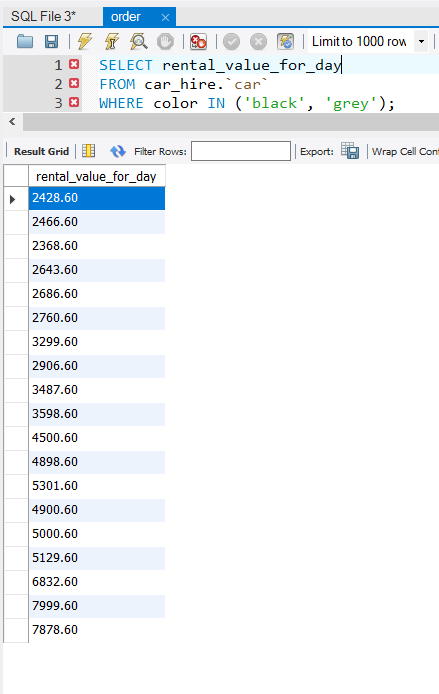 SQL File 3* order
Limit to 1000 row
1 SELECT rental_value_for_day
2 FROM car_hire.`car`
3 WHERE color IN ('black', 'grey');
Result Grid Filter Rows: Export: Wrap Cell Con
rental_value_for_day
2428.60
2466.60
2368.60
2643.60
2686.60
2760.60
3299.60
2906.60
3487.60
3598.60
4500.60
4898.60
5301.60
4900.60
5000.60
5129.60
6832.60
7999.60
7878.60